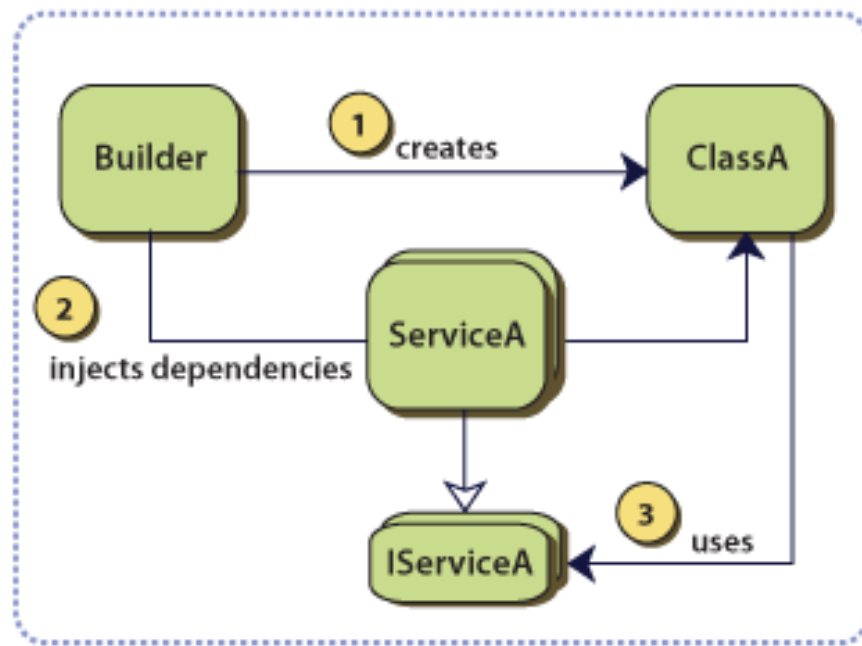 Builder
1
creates
ClassA
2
injects dependencies
ServiceA
3
uses
IServiceA